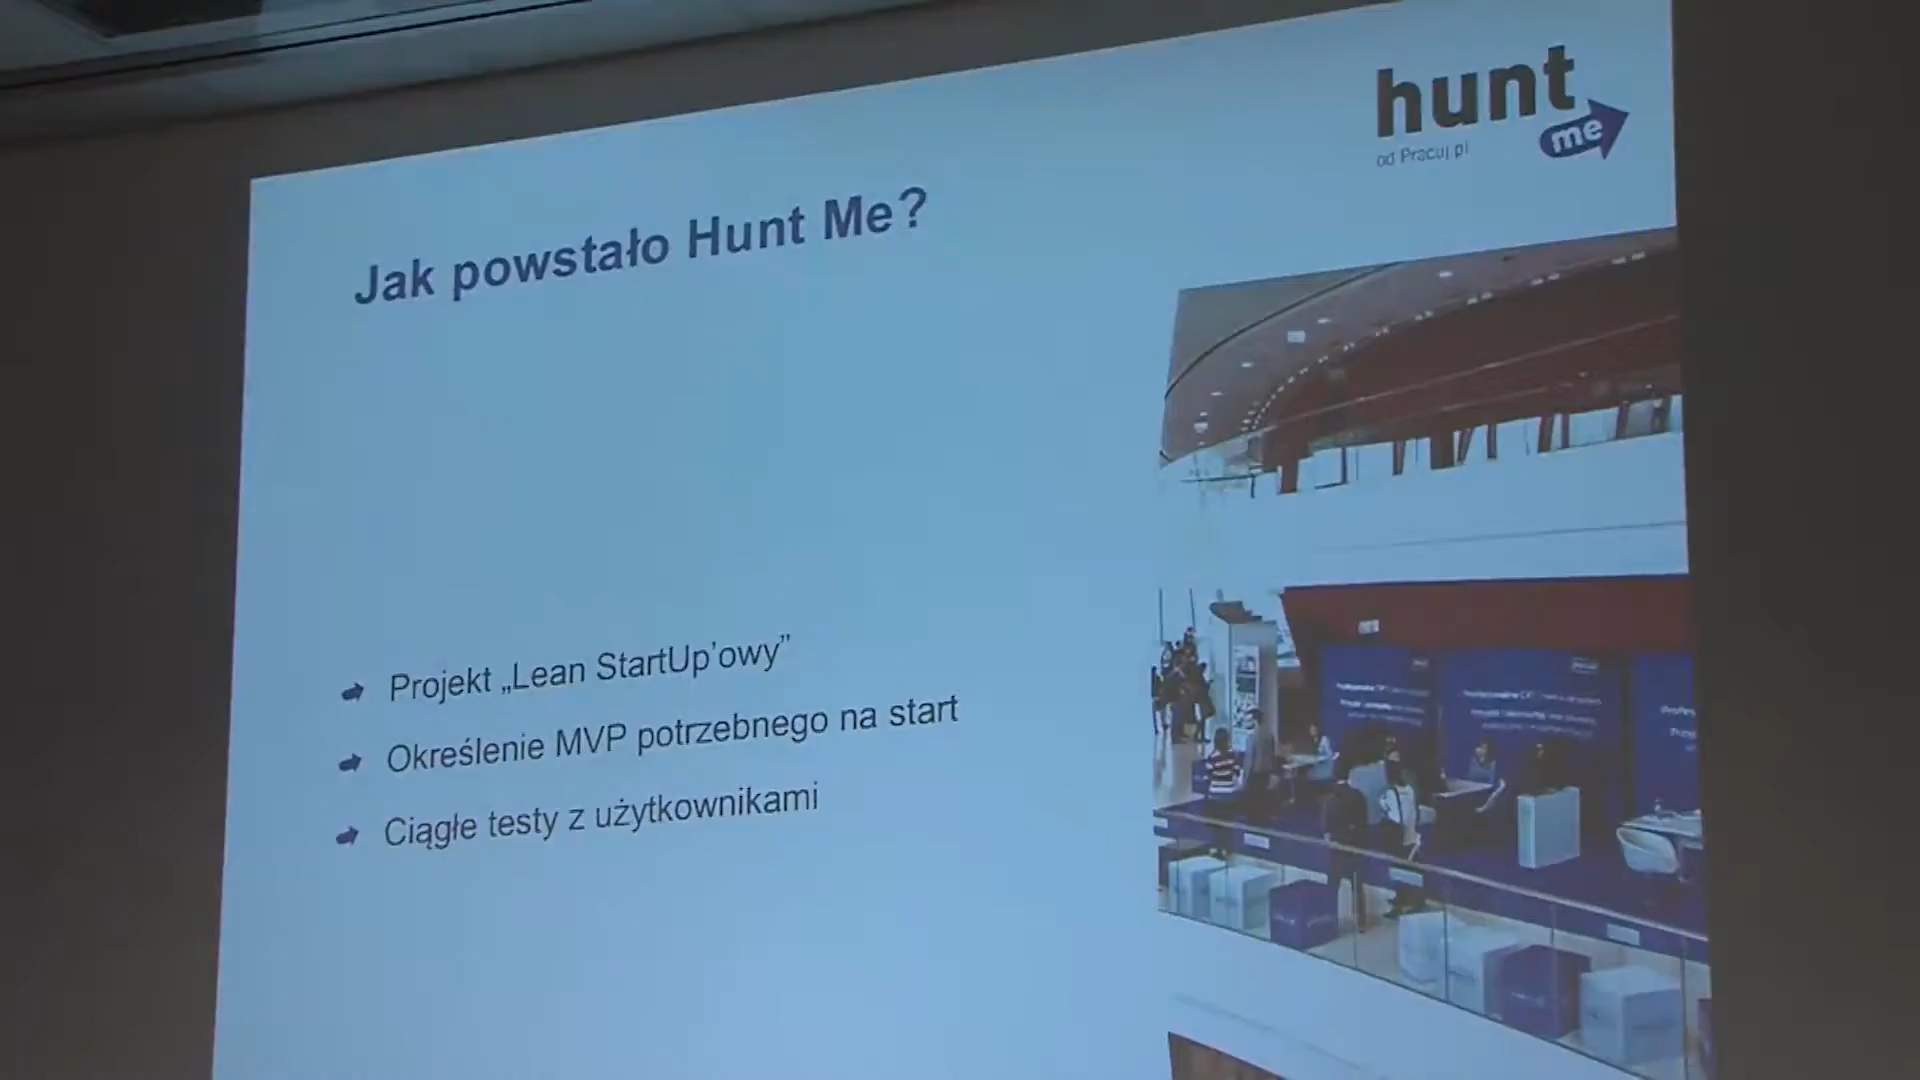 hunt
me
od Pracuj.pl
Jak powstało Hunt Me?
Projekt „Lean StartUp’owy”
Określenie MVP potrzebnego na start
Ciągłe testy z użytkownikami